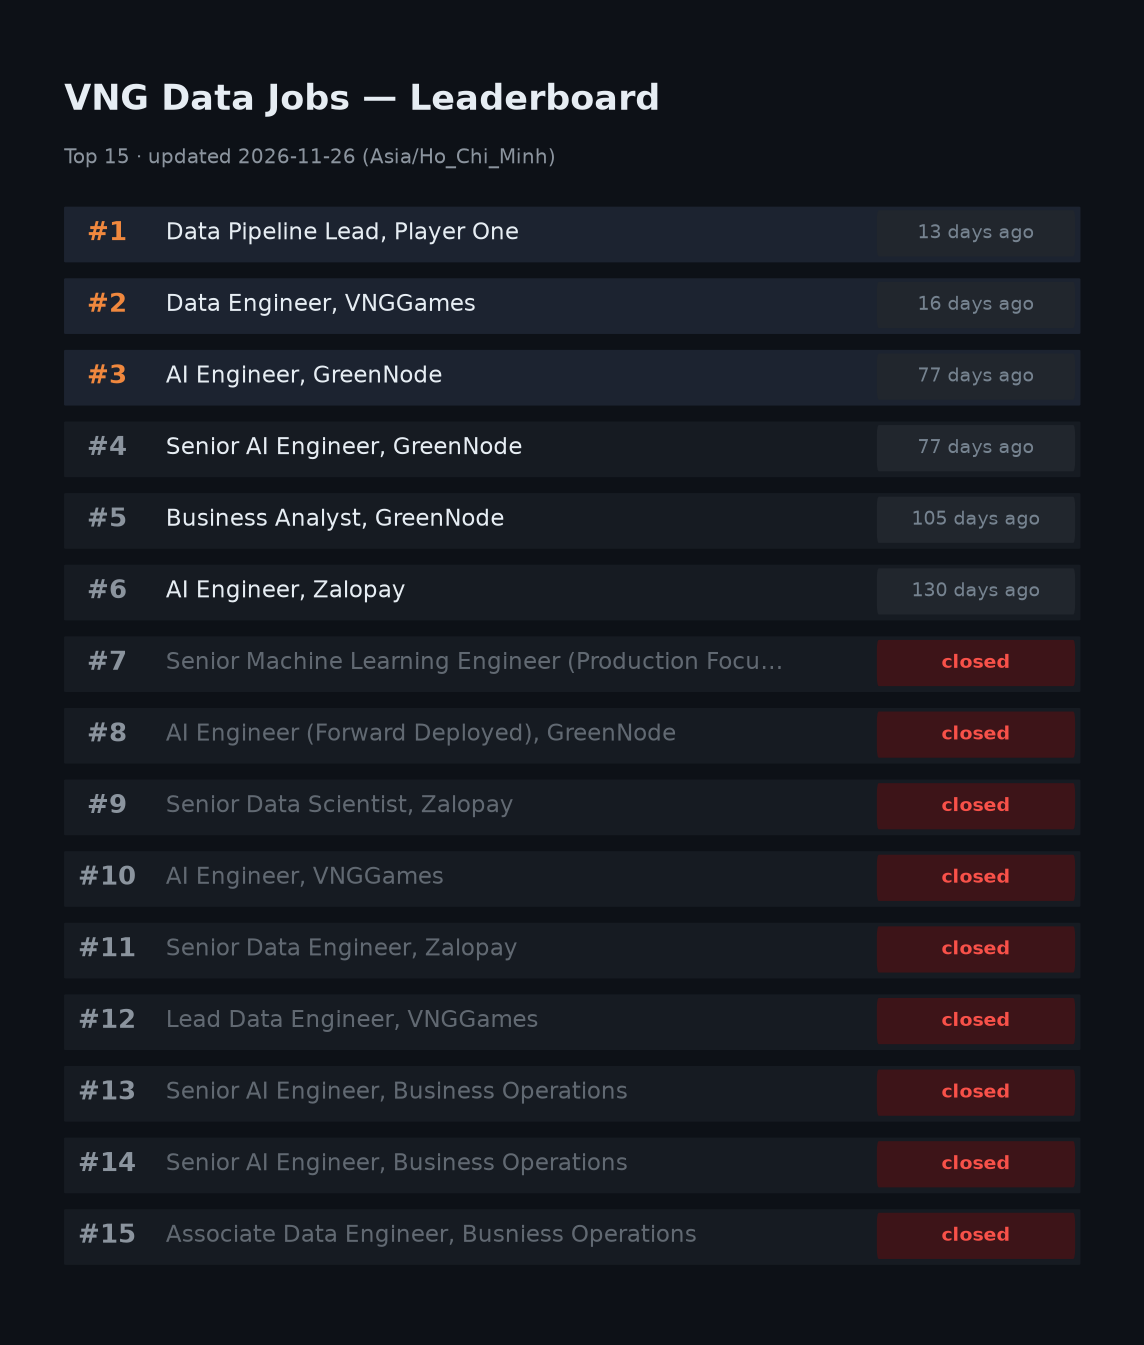 VNG Data Jobs — Leaderboard
Top 15 · updated 2026-11-26 (Asia/Ho_Chi_Minh)
#1 Data Pipeline Lead, Player One 13 days ago
#2 Data Engineer, VNGGames 16 days ago
#3 AI Engineer, GreenNode 77 days ago
#4 Senior AI Engineer, GreenNode 77 days ago
#5 Business Analyst, GreenNode 105 days ago
#6 AI Engineer, Zalopay 130 days ago
#7 Senior Machine Learning Engineer (Production Focu… closed
#8 AI Engineer (Forward Deployed), GreenNode closed
#9 Senior Data Scientist, Zalopay closed
#10 AI Engineer, VNGGames closed
#11 Senior Data Engineer, Zalopay closed
#12 Lead Data Engineer, VNGGames closed
#13 Senior AI Engineer, Business Operations closed
#14 Senior AI Engineer, Business Operations closed
#15 Associate Data Engineer, Busniess Operations closed